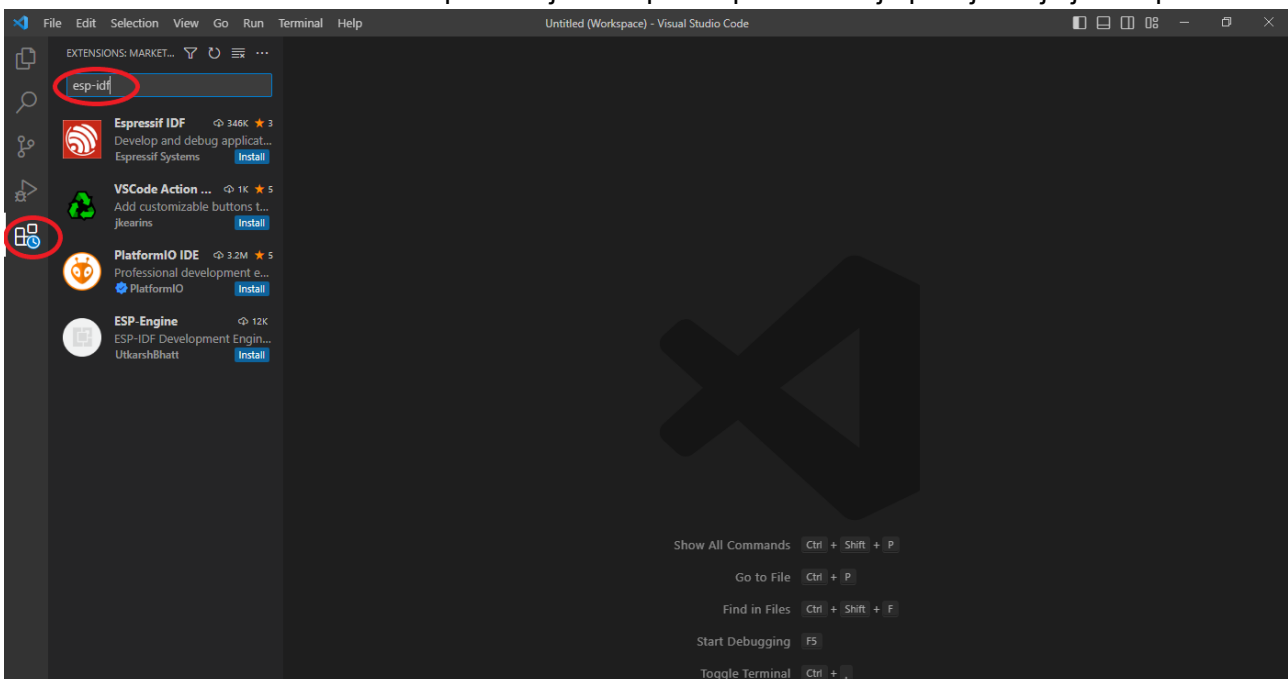 File Edit Selection View Go Run Terminal Help
Untitled (Workspace) - Visual Studio Code
EXTENSIONS: MARKET...
esp-idf
Espressif IDF 346K ★ 3
Develop and debug applicat...
Espressif Systems Install
VSCode Action ... 1K ★ 5
Add customizable buttons t...
jkearins Install
PlatformIO IDE 3.2M ★ 5
Professional development e...
PlatformIO Install
ESP-Engine 12K
ESP-IDF Development Engin...
UtkarshBhatt Install
Show All Commands Ctrl + Shift + P
Go to File Ctrl + P
Find in Files Ctrl + Shift + F
Start Debugging F5
Toggle Terminal Ctrl +